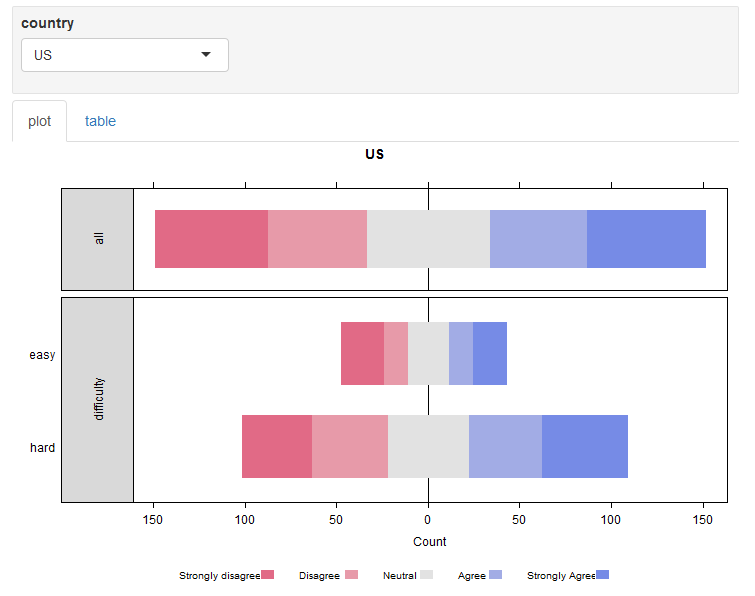 country
US
plot table
US
all
easy
difficulty
hard
150 100 50 0 50 100 150
Count
Strongly disagree Disagree Neutral Agree Strongly Agree